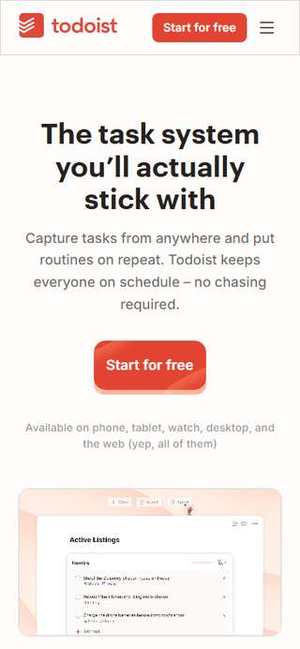 todoist
Start for free
The task system
you'll actually
stick with
Capture tasks from anywhere and put
routines on repeat. Todoist keeps
everyone on schedule – no chasing
required.
Start for free
Available on phone, tablet, watch, desktop, and
the web (yep, all of them)
Active Listings